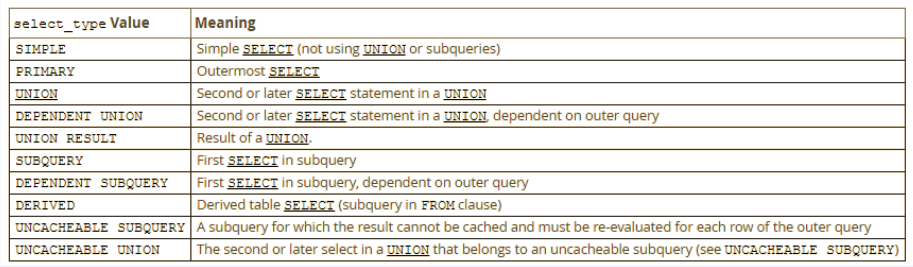 select_type Value Meaning
SIMPLE Simple SELECT (not using UNION or subqueries)
PRIMARY Outermost SELECT
UNION Second or later SELECT statement in a UNION
DEPENDENT UNION Second or later SELECT statement in a UNION, dependent on outer query
UNION RESULT Result of a UNION.
SUBQUERY First SELECT in subquery
DEPENDENT SUBQUERY First SELECT in subquery, dependent on outer query
DERIVED Derived table SELECT (subquery in FROM clause)
UNCACHEABLE SUBQUERY A subquery for which the result cannot be cached and must be re-evaluated for each row of the outer query
UNCACHEABLE UNION The second or later select in a UNION that belongs to an uncacheable subquery (see UNCACHEABLE SUBQUERY)